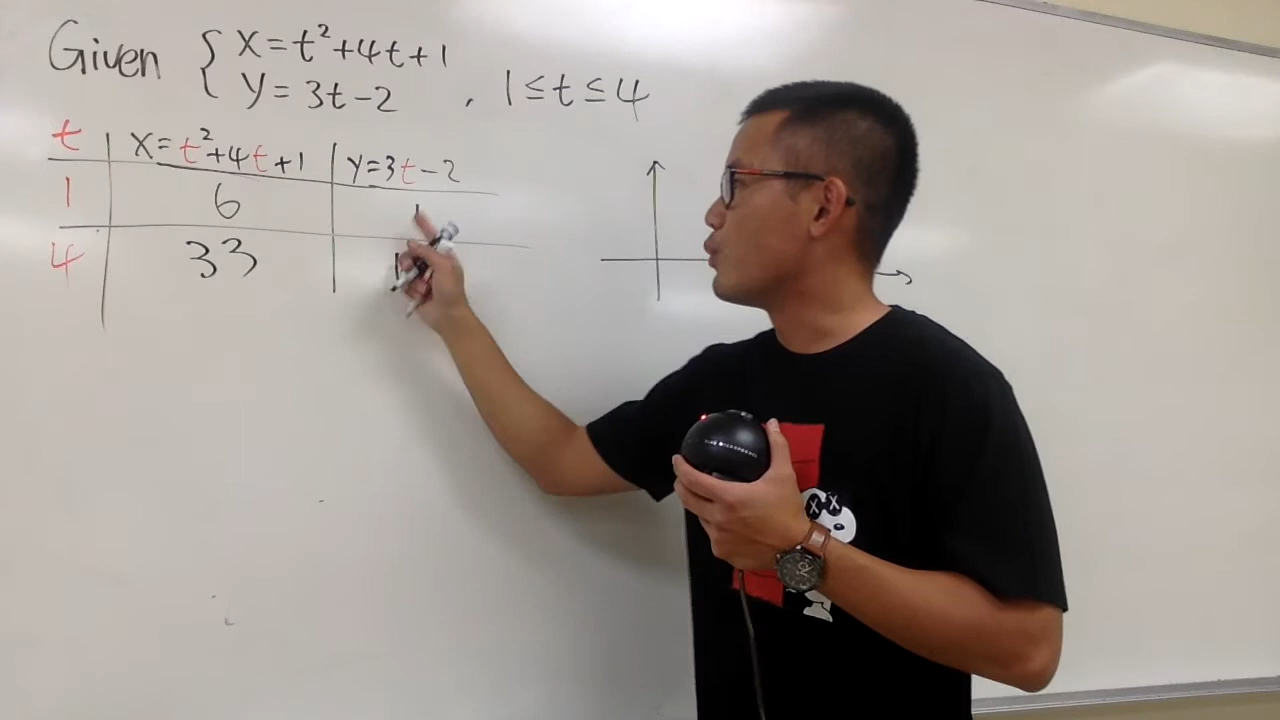 Given { x=t²+4t+1
y=3t-2 , 1≤t≤4
t | x=t²+4t+1 | y=3t-2
1 | 6 | 1
4 | 33 |